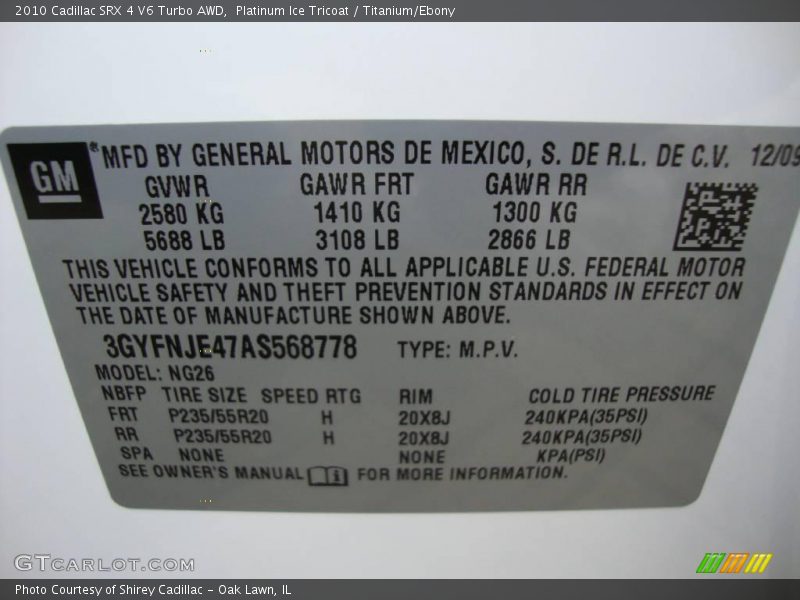 2010 Cadillac SRX 4 V6 Turbo AWD,  Platinum Ice Tricoat / Titanium/Ebony
GM ® MFD BY GENERAL MOTORS DE MEXICO, S. DE R.L. DE C.V. 12/09
GVWR GAWR FRT GAWR RR
2580 KG 1410 KG 1300 KG
5688 LB 3108 LB 2866 LB
THIS VEHICLE CONFORMS TO ALL APPLICABLE U.S. FEDERAL MOTOR
VEHICLE SAFETY AND THEFT PREVENTION STANDARDS IN EFFECT ON
THE DATE OF MANUFACTURE SHOWN ABOVE.
3GYFNJE47AS568778 TYPE: M.P.V.
MODEL: NG26
NBFP TIRE SIZE SPEED RTG RIM COLD TIRE PRESSURE
FRT P235/55R20 H 20X8J 240KPA(35PSI)
RR P235/55R20 H 20X8J 240KPA(35PSI)
SPA NONE NONE KPA(PSI)
SEE OWNER'S MANUAL FOR MORE INFORMATION.
GTCARLOT.COM
Photo Courtesy of Shirey Cadillac - Oak Lawn, IL